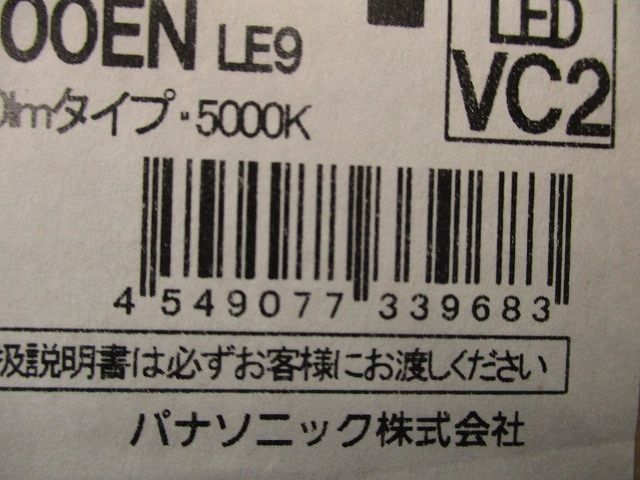 00EN LE9
LED
VC2
0lmタイプ・5000K
4 549077 339683
扱説明書は必ずお客様にお渡しください
パナソニック株式会社